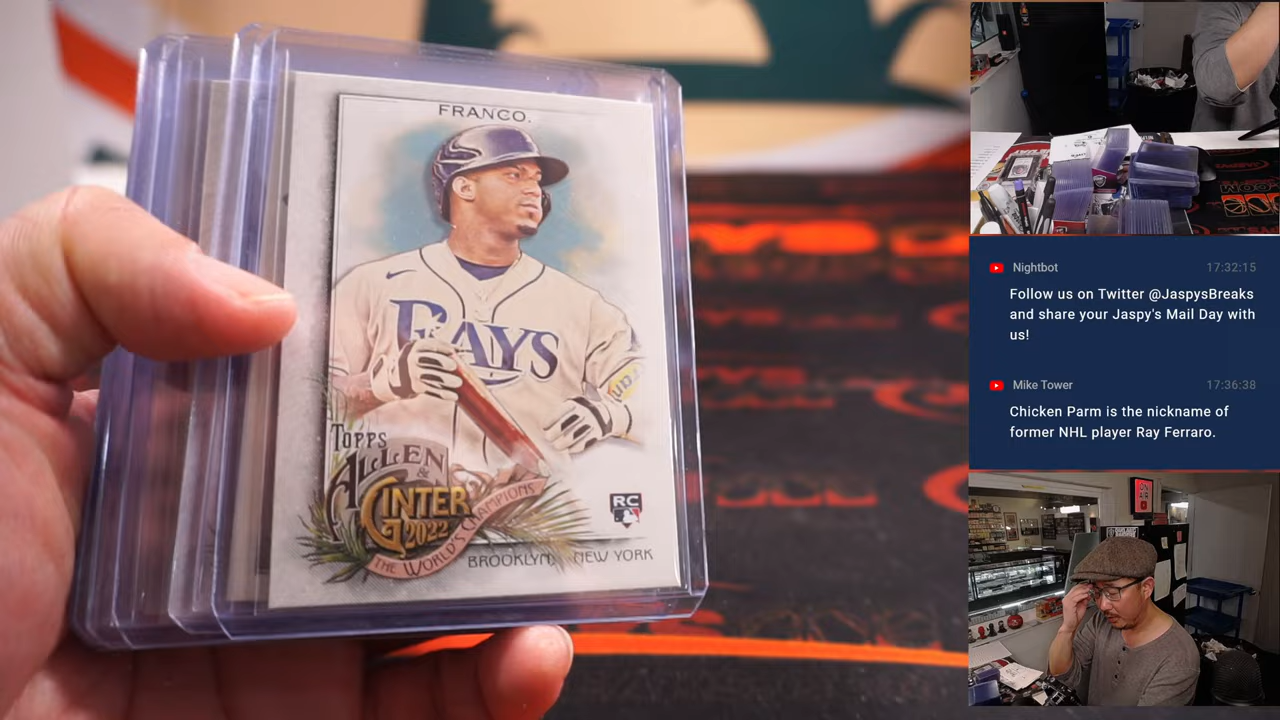 FRANCO.
RAYS
TOPPS
ALLEN
&
GINTER
2022
THE WORLD'S CHAMPIONS
RC
BROOKLYN, NEW YORK
Nightbot 17:32:15
Follow us on Twitter @JaspysBreaks
and share your Jaspy's Mail Day with
us!
Mike Tower 17:36:38
Chicken Parm is the nickname of
former NHL player Ray Ferraro.